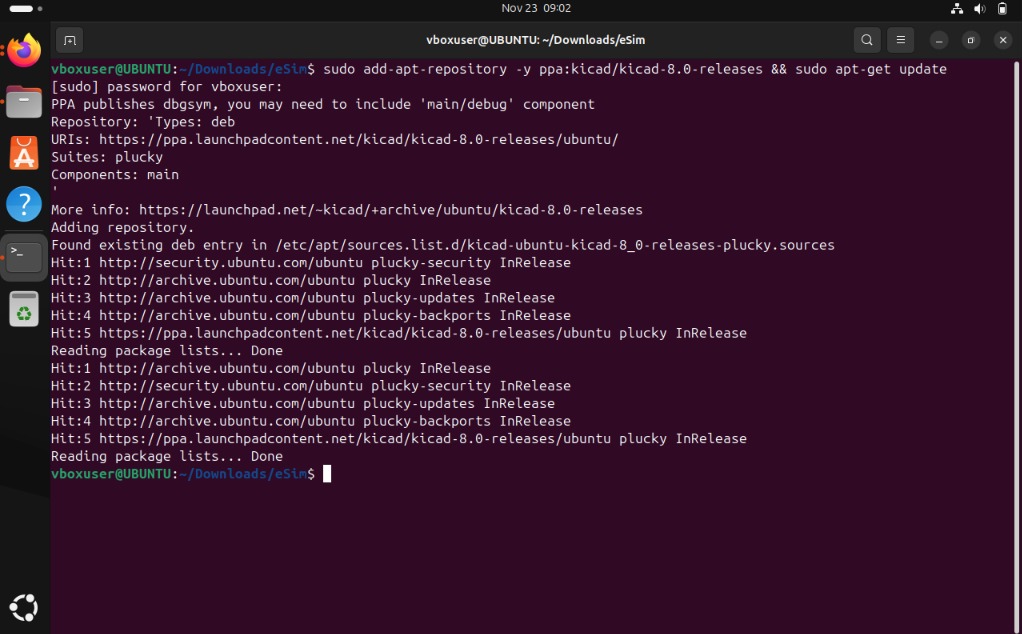 Nov 23 09:02
vboxuser@UBUNTU: ~/Downloads/eSim
vboxuser@UBUNTU:~/Downloads/eSim$ sudo add-apt-repository -y ppa:kicad/kicad-8.0-releases && sudo apt-get update
[sudo] password for vboxuser:
PPA publishes dbgsym, you may need to include 'main/debug' component
Repository: 'Types: deb
URIs: https://ppa.launchpadcontent.net/kicad/kicad-8.0-releases/ubuntu/
Suites: plucky
Components: main
'
More info: https://launchpad.net/~kicad/+archive/ubuntu/kicad-8.0-releases
Adding repository.
Found existing deb entry in /etc/apt/sources.list.d/kicad-ubuntu-kicad-8_0-releases-plucky.sources
Hit:1 http://security.ubuntu.com/ubuntu plucky-security InRelease
Hit:2 http://archive.ubuntu.com/ubuntu plucky InRelease
Hit:3 http://archive.ubuntu.com/ubuntu plucky-updates InRelease
Hit:4 http://archive.ubuntu.com/ubuntu plucky-backports InRelease
Hit:5 https://ppa.launchpadcontent.net/kicad/kicad-8.0-releases/ubuntu plucky InRelease
Reading package lists... Done
Hit:1 http://archive.ubuntu.com/ubuntu plucky InRelease
Hit:2 http://security.ubuntu.com/ubuntu plucky-security InRelease
Hit:3 http://archive.ubuntu.com/ubuntu plucky-updates InRelease
Hit:4 http://archive.ubuntu.com/ubuntu plucky-backports InRelease
Hit:5 https://ppa.launchpadcontent.net/kicad/kicad-8.0-releases/ubuntu plucky InRelease
Reading package lists... Done
vboxuser@UBUNTU:~/Downloads/eSim$